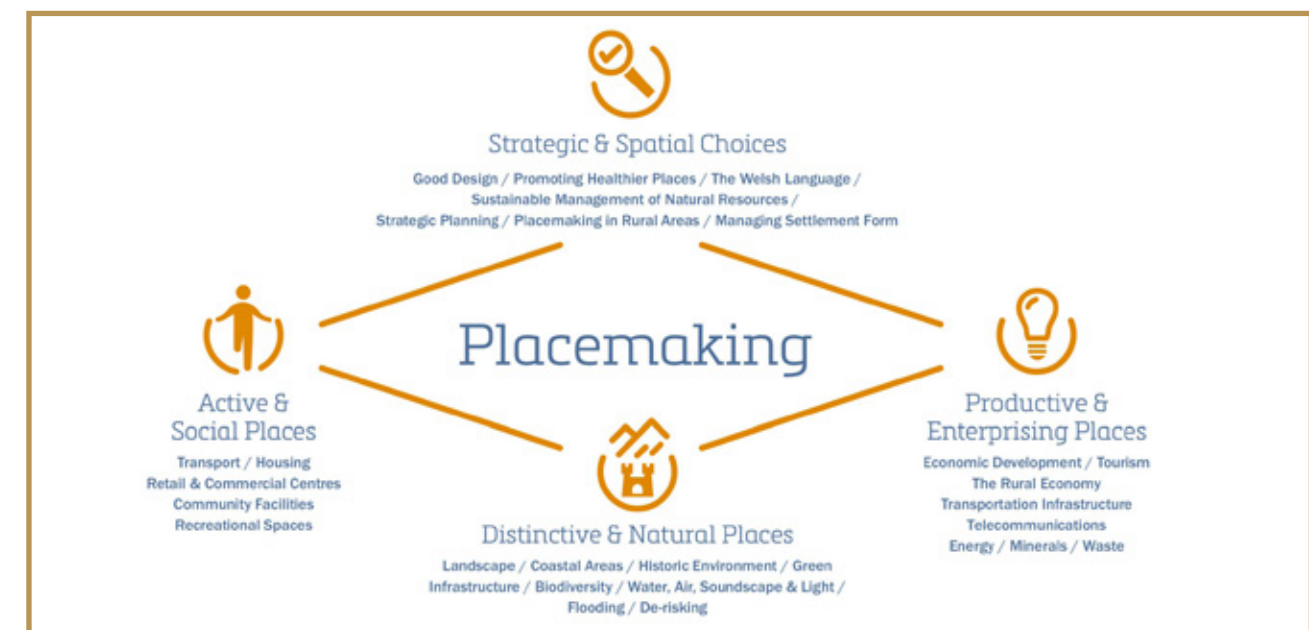 Strategic & Spatial Choices
Good Design / Promoting Healthier Places / The Welsh Language /
Sustainable Management of Natural Resources /
Strategic Planning / Placemaking in Rural Areas / Managing Settlement Form
Placemaking
Active &
Social Places
Transport / Housing
Retail & Commercial Centres
Community Facilities
Recreational Spaces
Productive &
Enterprising Places
Economic Development / Tourism
The Rural Economy
Transportation Infrastructure
Telecommunications
Energy / Minerals / Waste
Distinctive & Natural Places
Landscape / Coastal Areas / Historic Environment / Green
Infrastructure / Biodiversity / Water, Air, Soundscape & Light /
Flooding / De-risking